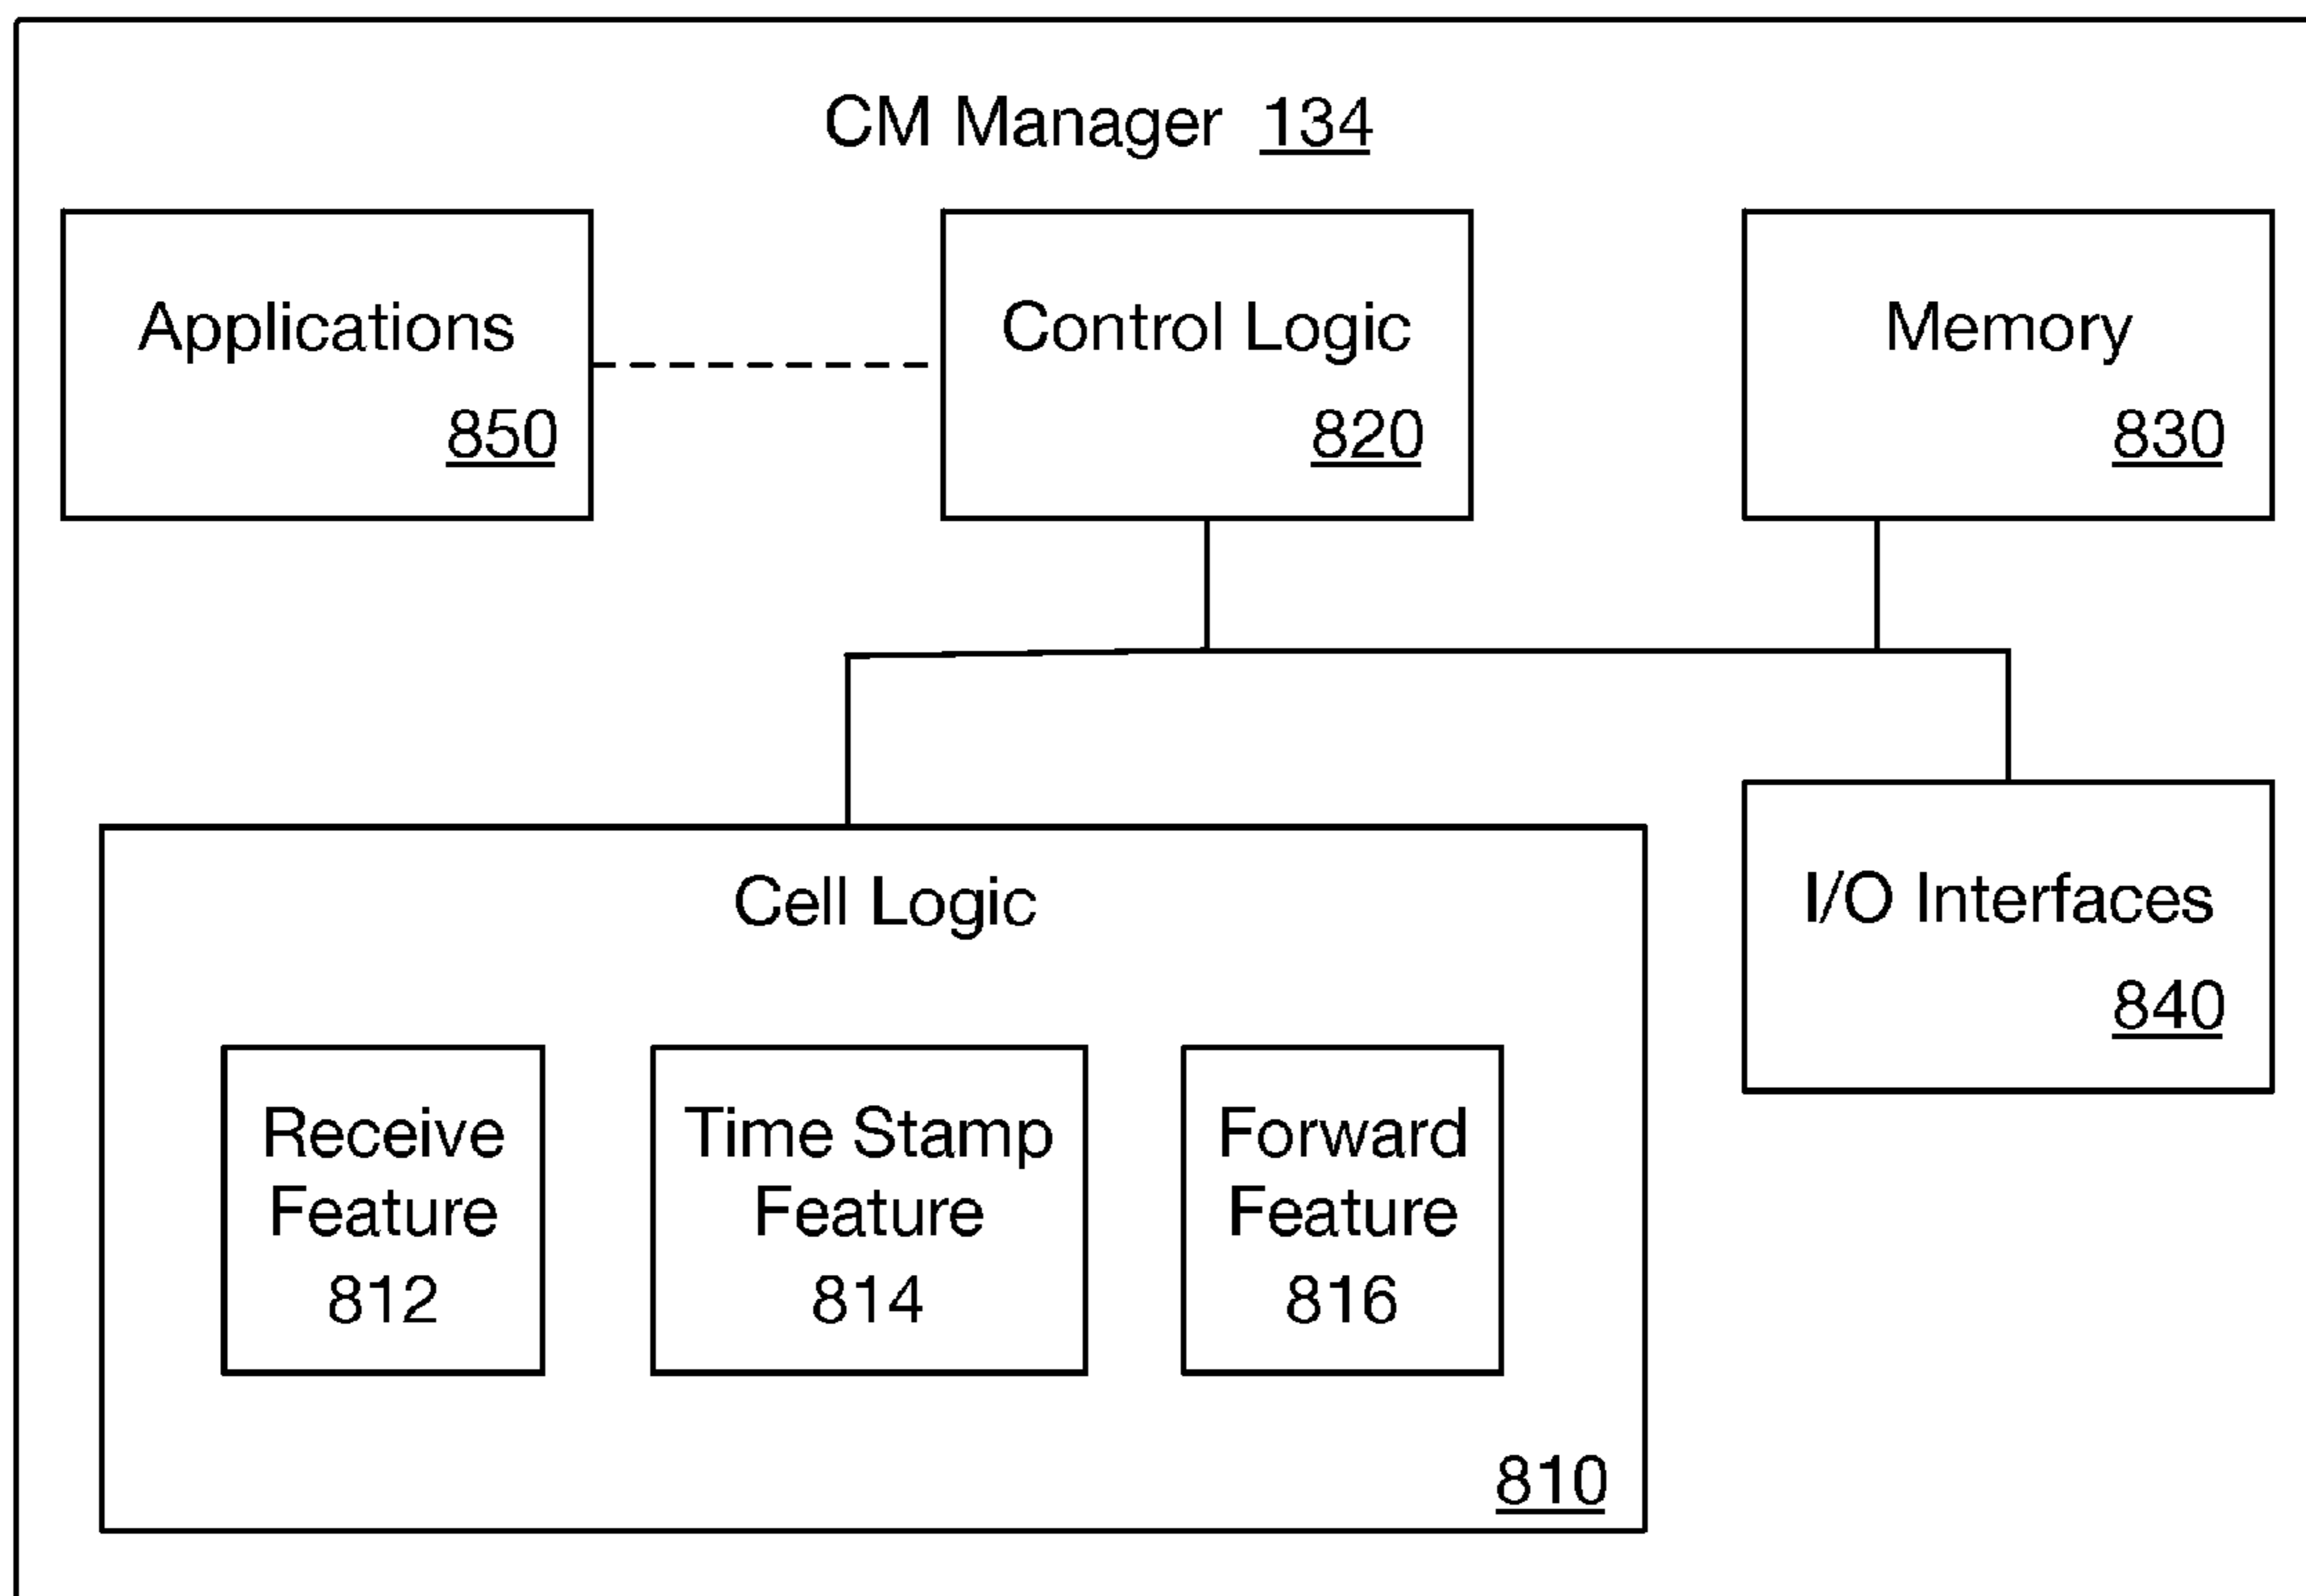 CM Manager 134
Applications
850
Control Logic
820
Memory
830
Cell Logic
Receive
Feature
812
Time Stamp
Feature
814
Forward
Feature
816
810
I/O Interfaces
840